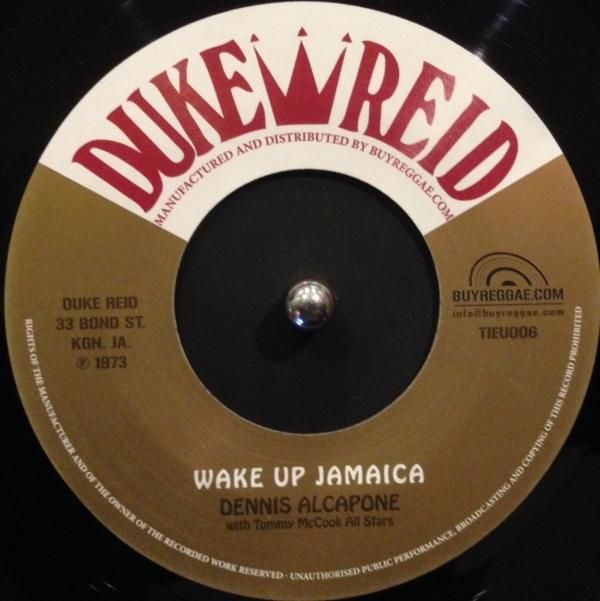 DUKE REID
MANUFACTURED AND DISTRIBUTED BY BUYREGGAE.COM
DUKE REID
33 BOND ST.
KGN. JA.
℗ 1973
BUYREGGAE.COM
info@buyreggae.com
TIEU006
WAKE UP JAMAICA
DENNIS ALCAPONE
with Tommy McCook All Stars
RIGHTS OF THE MANUFACTURER AND OF THE OWNER OF THE RECORDED WORK RESERVED - UNAUTHORISED PUBLIC PERFORMANCE, BROADCASTING AND COPYING OF THIS RECORD PROHIBITED